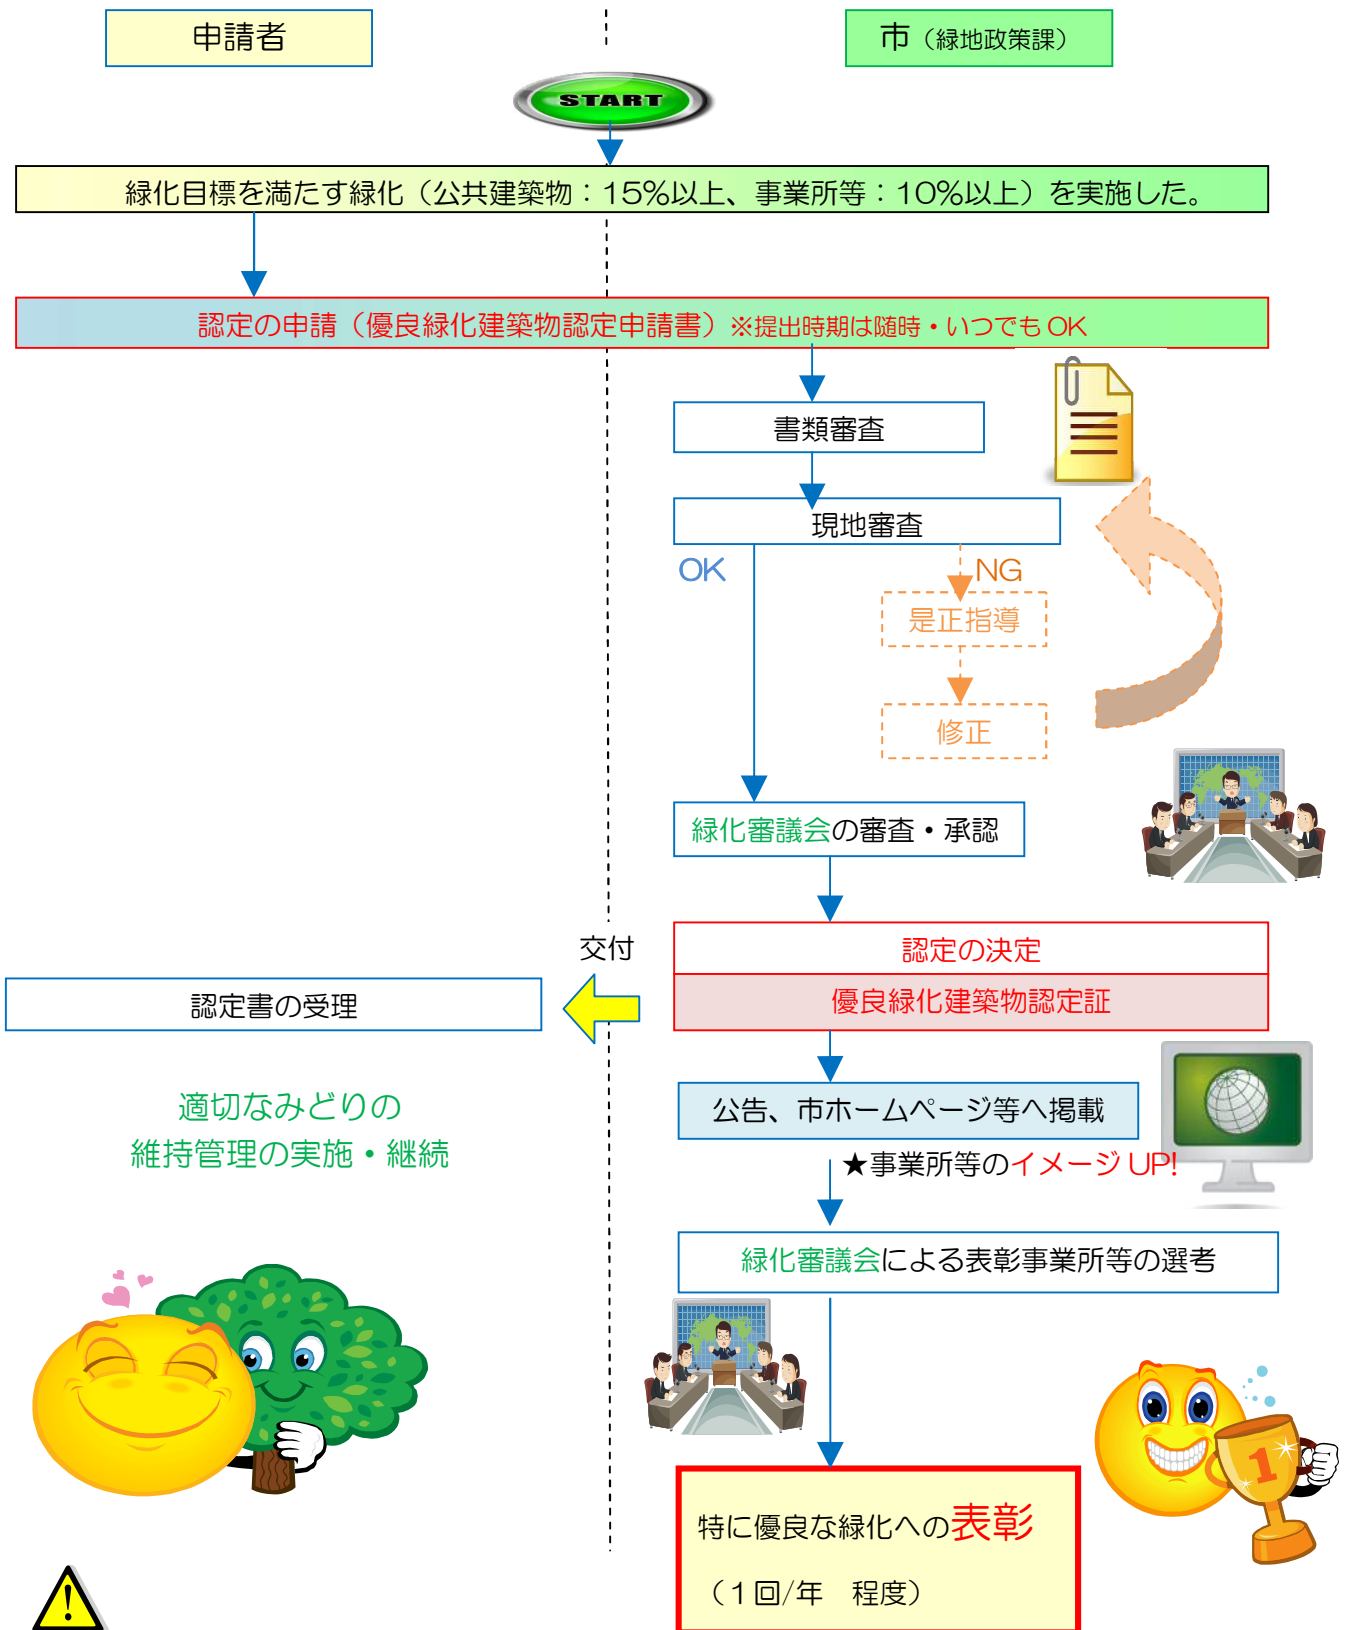 申請者
市（緑地政策課）
START
緑化目標を満たす緑化（公共建築物：15%以上、事業所等：10%以上）を実施した。
認定の申請（優良緑化建築物認定申請書）※提出時期は随時・いつでもOK
書類審査
現地審査
OK
NG
是正指導
修正
緑化審議会の審査・承認
交付
認定の決定
優良緑化建築物認定証
認定書の受理
公告、市ホームページ等へ掲載
適切なみどりの
維持管理の実施・継続
★事業所等のイメージUP!
緑化審議会による表彰事業所等の選考
1
特に優良な緑化への表彰
（１回/年　程度）
!